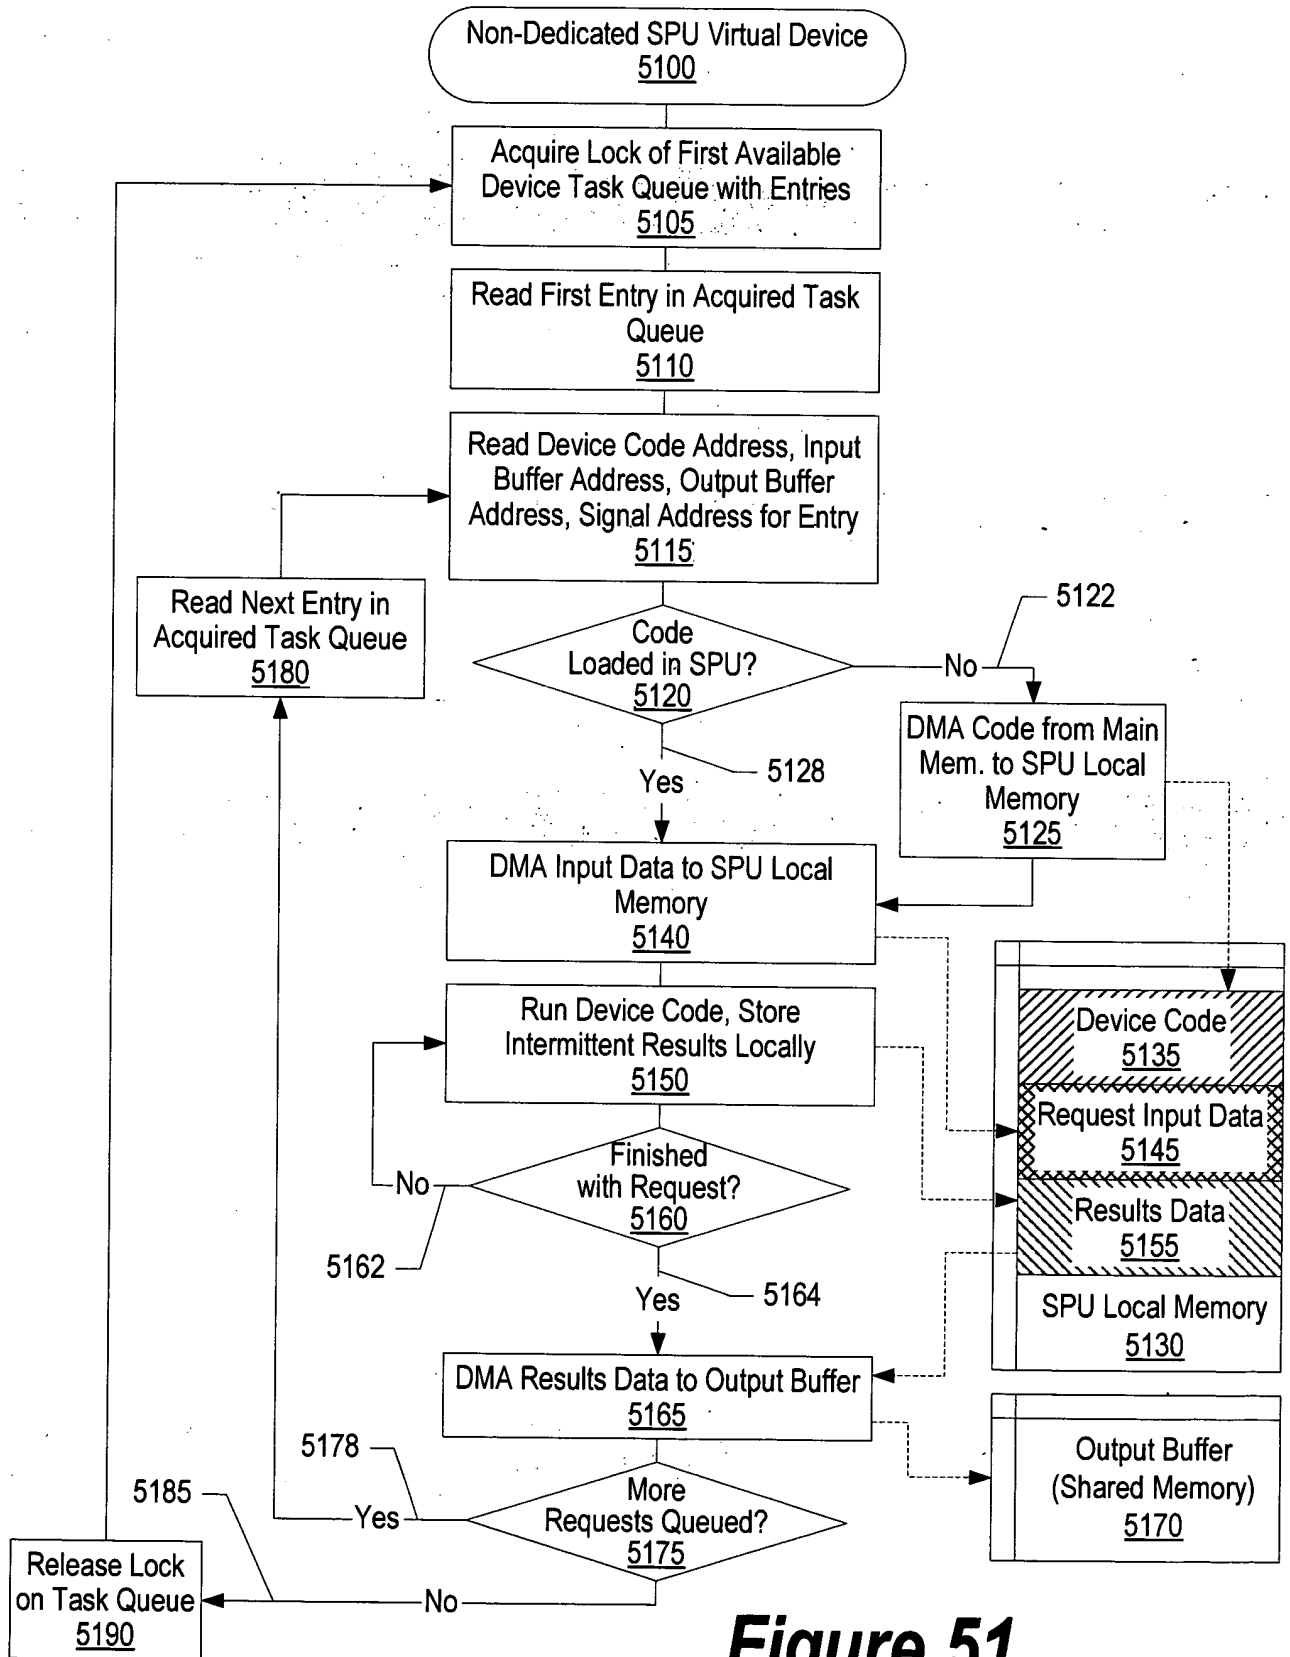 Non-Dedicated SPU Virtual Device
5100
Acquire Lock of First Available
Device Task Queue with Entries
5105
Read First Entry in Acquired Task
Queue
5110
Read Device Code Address, Input
Buffer Address, Output Buffer
Address, Signal Address for Entry
5115
Read Next Entry in
Acquired Task Queue
5180
Code
Loaded in SPU?
5120
No
5122
Yes
5128
DMA Code from Main
Mem. to SPU Local
Memory
5125
DMA Input Data to SPU Local
Memory
5140
Run Device Code, Store
Intermittent Results Locally
5150
Device Code
5135
Request Input Data
5145
Results Data
5155
SPU Local Memory
5130
Finished
with Request?
5160
No
5162
Yes
5164
DMA Results Data to Output Buffer
5165
Output Buffer
(Shared Memory)
5170
More
Requests Queued?
5175
Yes
5178
5185
No
Release Lock
on Task Queue
5190
Figure 51